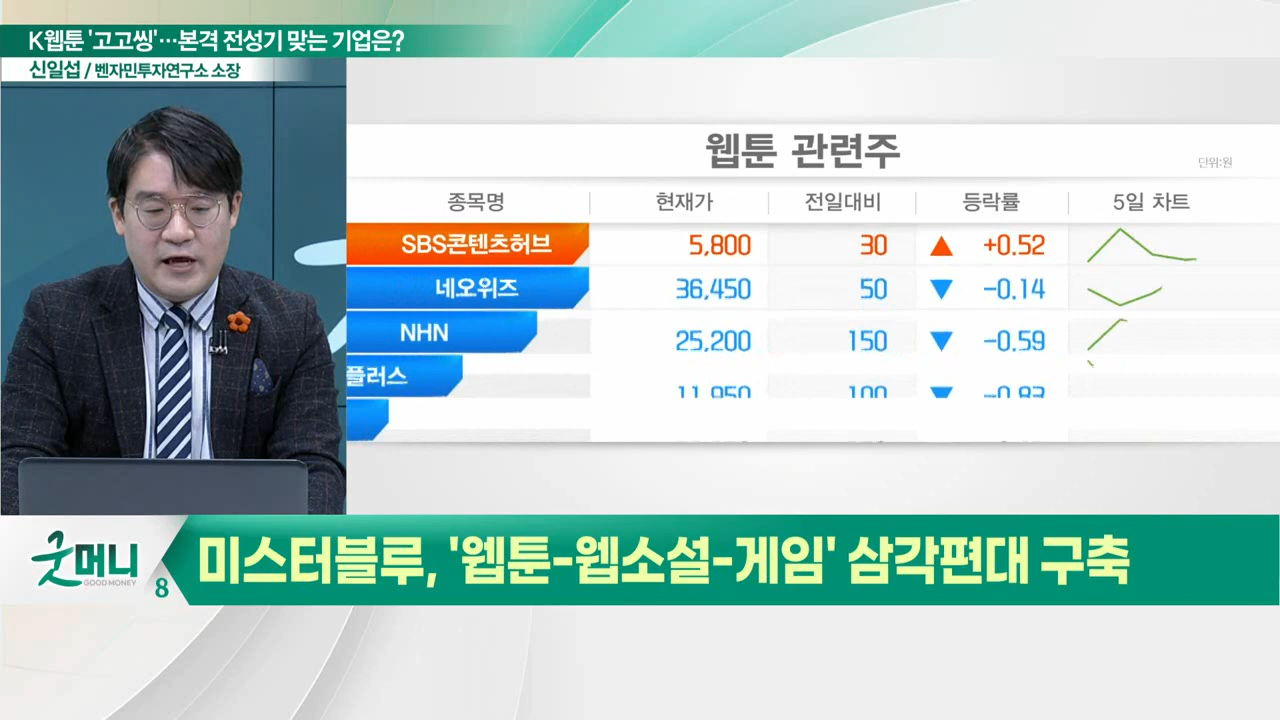 K웹툰 '고고씽'…본격 전성기 맞는 기업은?
신일섭 / 벤자민투자연구소 소장
웹툰 관련주
단위:원
종목명 현재가 전일대비 등락률 5일 차트
SBS콘텐츠허브 5,800 30 ▲ +0.52
네오위즈 36,450 50 ▼ -0.14
NHN 25,200 150 ▼ -0.59
플러스 11,950 100 ▼ -0.83
굿머니
GOOD MONEY
8
미스터블루, '웹툰-웹소설-게임' 삼각편대 구축